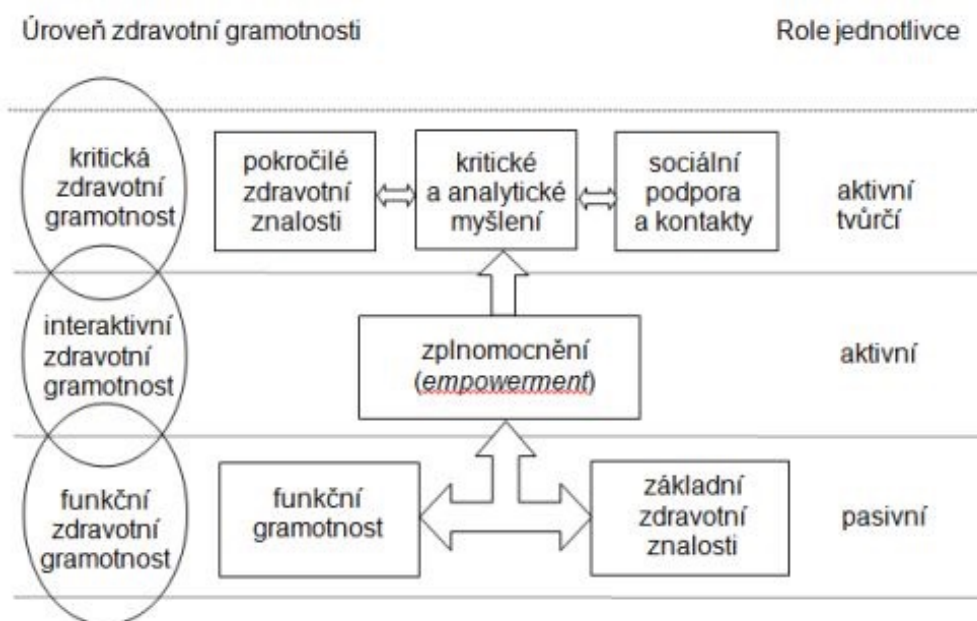 Úroveň zdravotní gramotnosti
Role jednotlivce
kritická
zdravotní
gramotnost
pokročilé
zdravotní
znalosti
kritické
a analytické
myšlení
sociální
podpora
a kontakty
aktivní
tvůrčí
interaktivní
zdravotní
gramotnost
zplnomocnění
(empowerment)
aktivní
funkční
zdravotní
gramotnost
funkční
gramotnost
základní
zdravotní
znalosti
pasivní